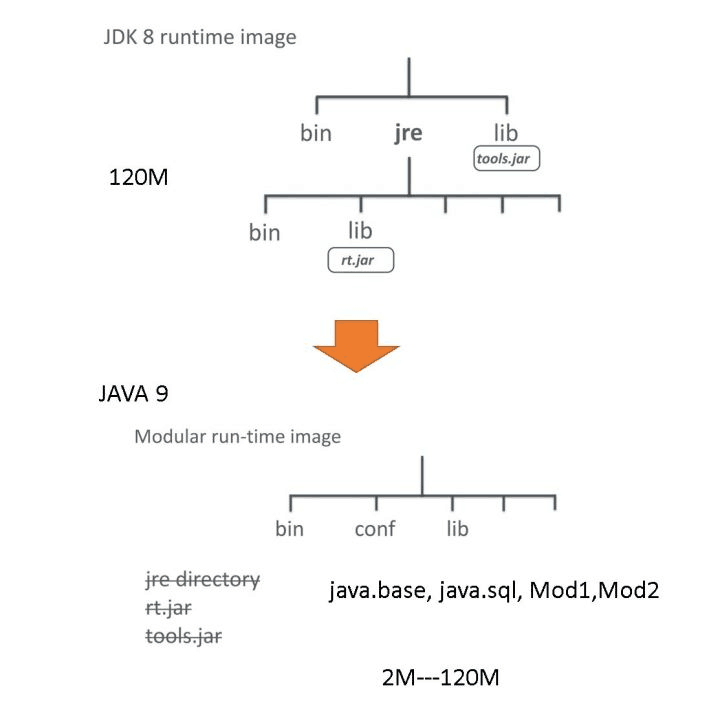 JDK 8 runtime image
bin jre lib
tools.jar
120M
bin lib
rt.jar
JAVA 9
Modular run-time image
bin conf lib
jre directory
java.base, java.sql, Mod1,Mod2
rt.jar
tools.jar
2M---120M